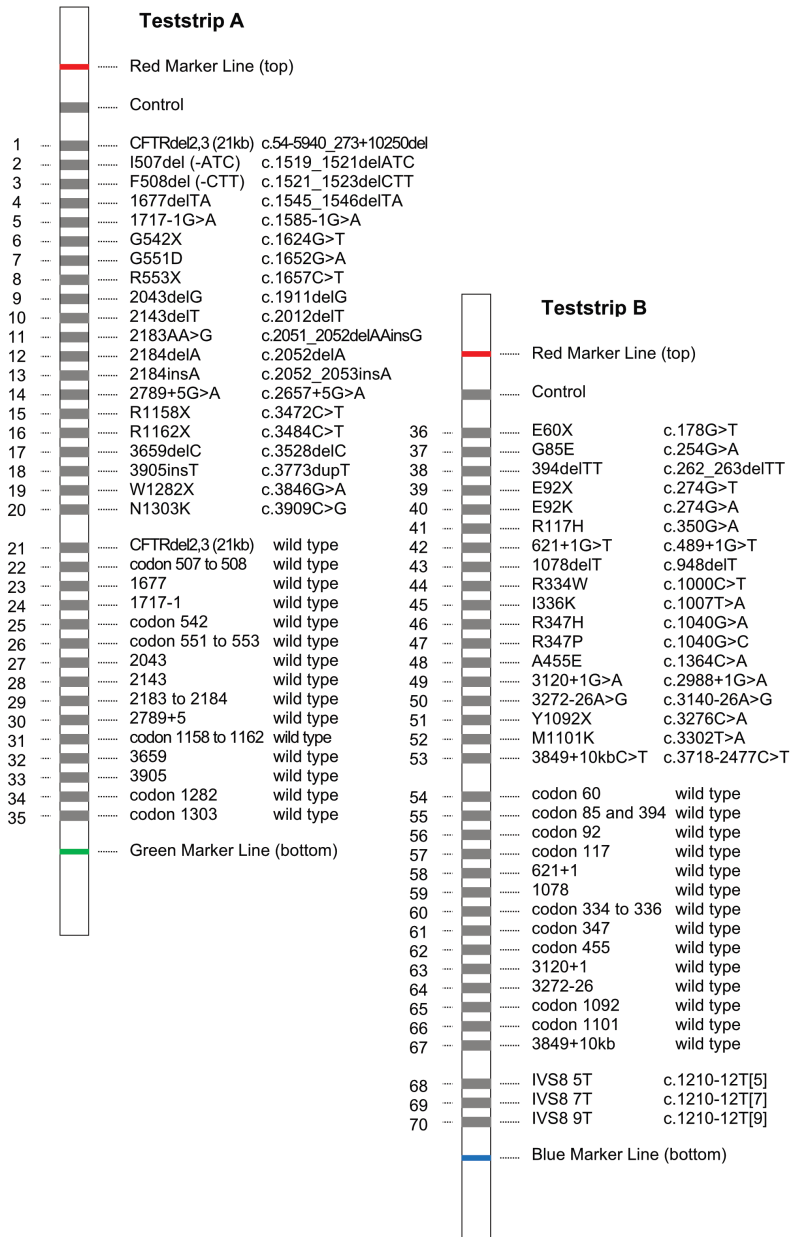 Teststrip A
Red Marker Line (top)
Control
1 CFTRdel2,3 (21kb) c.54-5940_273+10250del
2 I507del (-ATC) c.1519_1521delATC
3 F508del (-CTT) c.1521_1523delCTT
4 1677delTA c.1545_1546delTA
5 1717-1G>A c.1585-1G>A
6 G542X c.1624G>T
7 G551D c.1652G>A
8 R553X c.1657C>T
9 2043delG c.1911delG
10 2143delT c.2012delT
11 2183AA>G c.2051_2052delAAinsG
12 2184delA c.2052delA
13 2184insA c.2052_2053insA
14 2789+5G>A c.2657+5G>A
15 R1158X c.3472C>T
16 R1162X c.3484C>T
17 3659delC c.3528delC
18 3905insT c.3773dupT
19 W1282X c.3846G>A
20 N1303K c.3909C>G
21 CFTRdel2,3 (21kb) wild type
22 codon 507 to 508 wild type
23 1677 wild type
24 1717-1 wild type
25 codon 542 wild type
26 codon 551 to 553 wild type
27 2043 wild type
28 2143 wild type
29 2183 to 2184 wild type
30 2789+5 wild type
31 codon 1158 to 1162 wild type
32 3659 wild type
33 3905 wild type
34 codon 1282 wild type
35 codon 1303 wild type
Green Marker Line (bottom)
Teststrip B
Red Marker Line (top)
Control
36 E60X c.178G>T
37 G85E c.254G>A
38 394delTT c.262_263delTT
39 E92X c.274G>T
40 E92K c.274G>A
41 R117H c.350G>A
42 621+1G>T c.489+1G>T
43 1078delT c.948delT
44 R334W c.1000C>T
45 I336K c.1007T>A
46 R347H c.1040G>A
47 R347P c.1040G>C
48 A455E c.1364C>A
49 3120+1G>A c.2988+1G>A
50 3272-26A>G c.3140-26A>G
51 Y1092X c.3276C>A
52 M1101K c.3302T>A
53 3849+10kbC>T c.3718-2477C>T
54 codon 60 wild type
55 codon 85 and 394 wild type
56 codon 92 wild type
57 codon 117 wild type
58 621+1 wild type
59 1078 wild type
60 codon 334 to 336 wild type
61 codon 347 wild type
62 codon 455 wild type
63 3120+1 wild type
64 3272-26 wild type
65 codon 1092 wild type
66 codon 1101 wild type
67 3849+10kb wild type
68 IVS8 5T c.1210-12T[5]
69 IVS8 7T c.1210-12T[7]
70 IVS8 9T c.1210-12T[9]
Blue Marker Line (bottom)